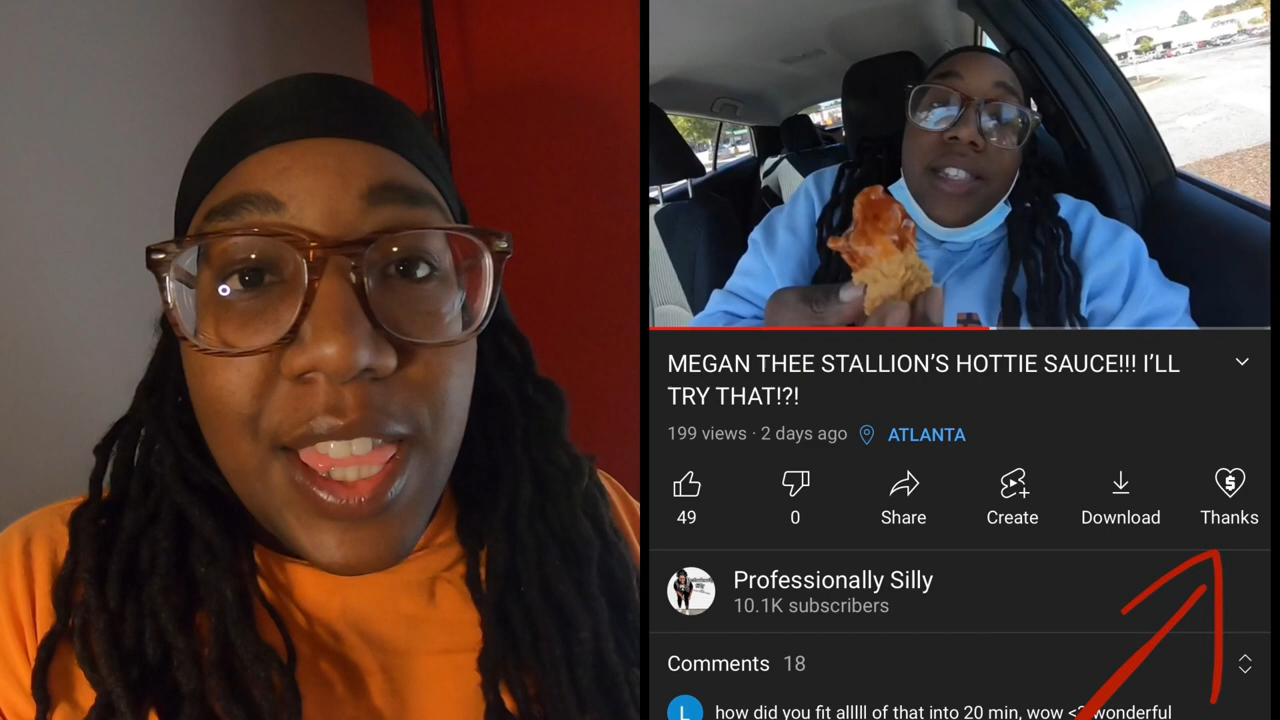 MEGAN THEE STALLION’S HOTTIE SAUCE!!! I’LL
TRY THAT!?!
199 views · 2 days ago ATLANTA
49
0
Share
Create
Download
Thanks
Professionally Silly
10.1K subscribers
Comments 18
L
how did you fit alllll of that into 20 min, wow <3 wonderful